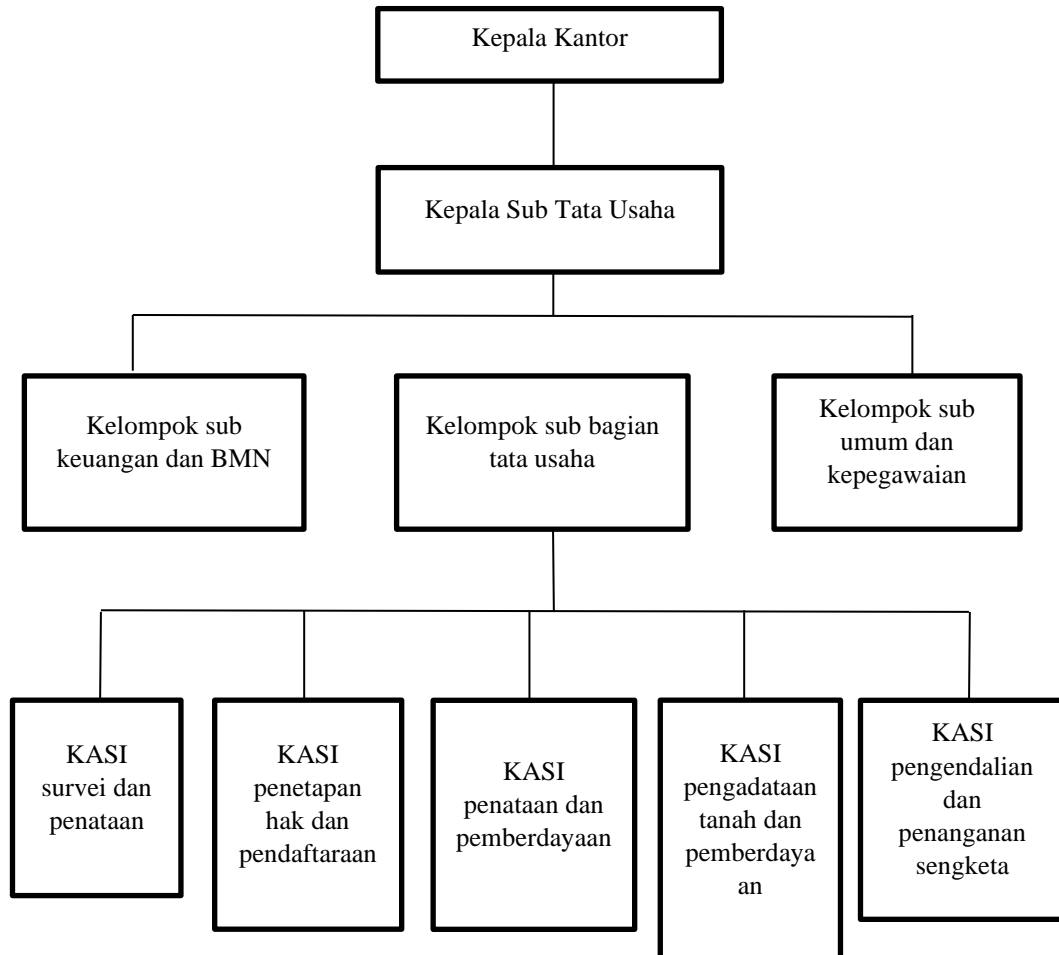 Kepala Kantor
Kepala Sub Tata Usaha
Kelompok sub
keuangan dan BMN
Kelompok sub bagian
tata usaha
Kelompok sub
umum dan
kepegawaian
KASI
survei dan
penataan
KASI
penetapan
hak dan
pendaftaraan
KASI
penataan dan
pemberdayaan
KASI
pengadataan
tanah dan
pemberdaya
an
KASI
pengendalian
dan
penanganan
sengketa